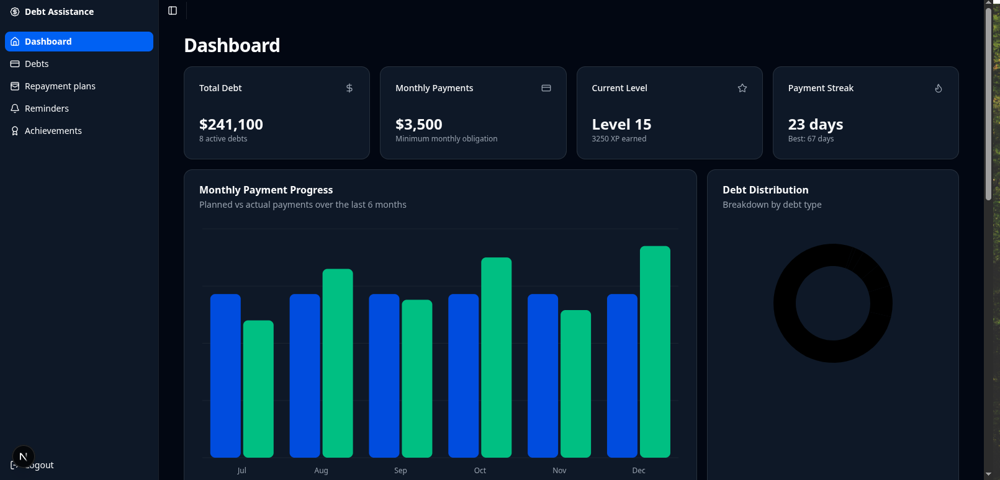 Debt Assistance
Dashboard
Debts
Repayment plans
Reminders
Achievements
N
ogout
Dashboard
Total Debt
$241,100
8 active debts
Monthly Payments
$3,500
Minimum monthly obligation
Current Level
Level 15
3250 XP earned
Payment Streak
23 days
Best: 67 days
Monthly Payment Progress
Planned vs actual payments over the last 6 months
Jul
Aug
Sep
Oct
Nov
Dec
Debt Distribution
Breakdown by debt type